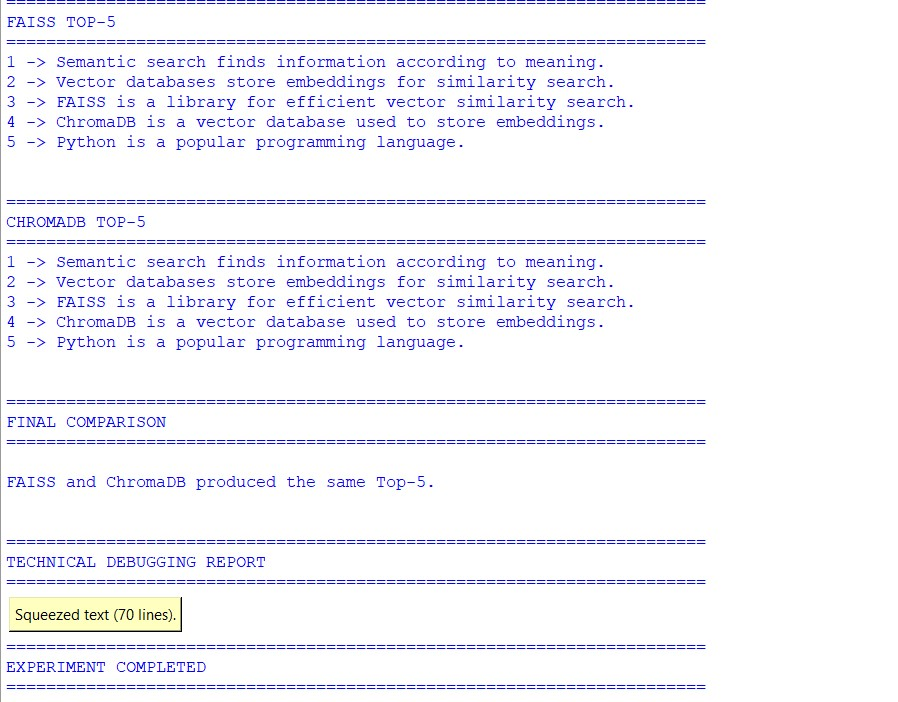 ======================================================================
FAISS TOP-5
======================================================================
1 -> Semantic search finds information according to meaning.
2 -> Vector databases store embeddings for similarity search.
3 -> FAISS is a library for efficient vector similarity search.
4 -> ChromaDB is a vector database used to store embeddings.
5 -> Python is a popular programming language.
======================================================================
CHROMADB TOP-5
======================================================================
1 -> Semantic search finds information according to meaning.
2 -> Vector databases store embeddings for similarity search.
3 -> FAISS is a library for efficient vector similarity search.
4 -> ChromaDB is a vector database used to store embeddings.
5 -> Python is a popular programming language.
======================================================================
FINAL COMPARISON
======================================================================
FAISS and ChromaDB produced the same Top-5.
======================================================================
TECHNICAL DEBUGGING REPORT
======================================================================
Squeezed text (70 lines).
======================================================================
EXPERIMENT COMPLETED
======================================================================